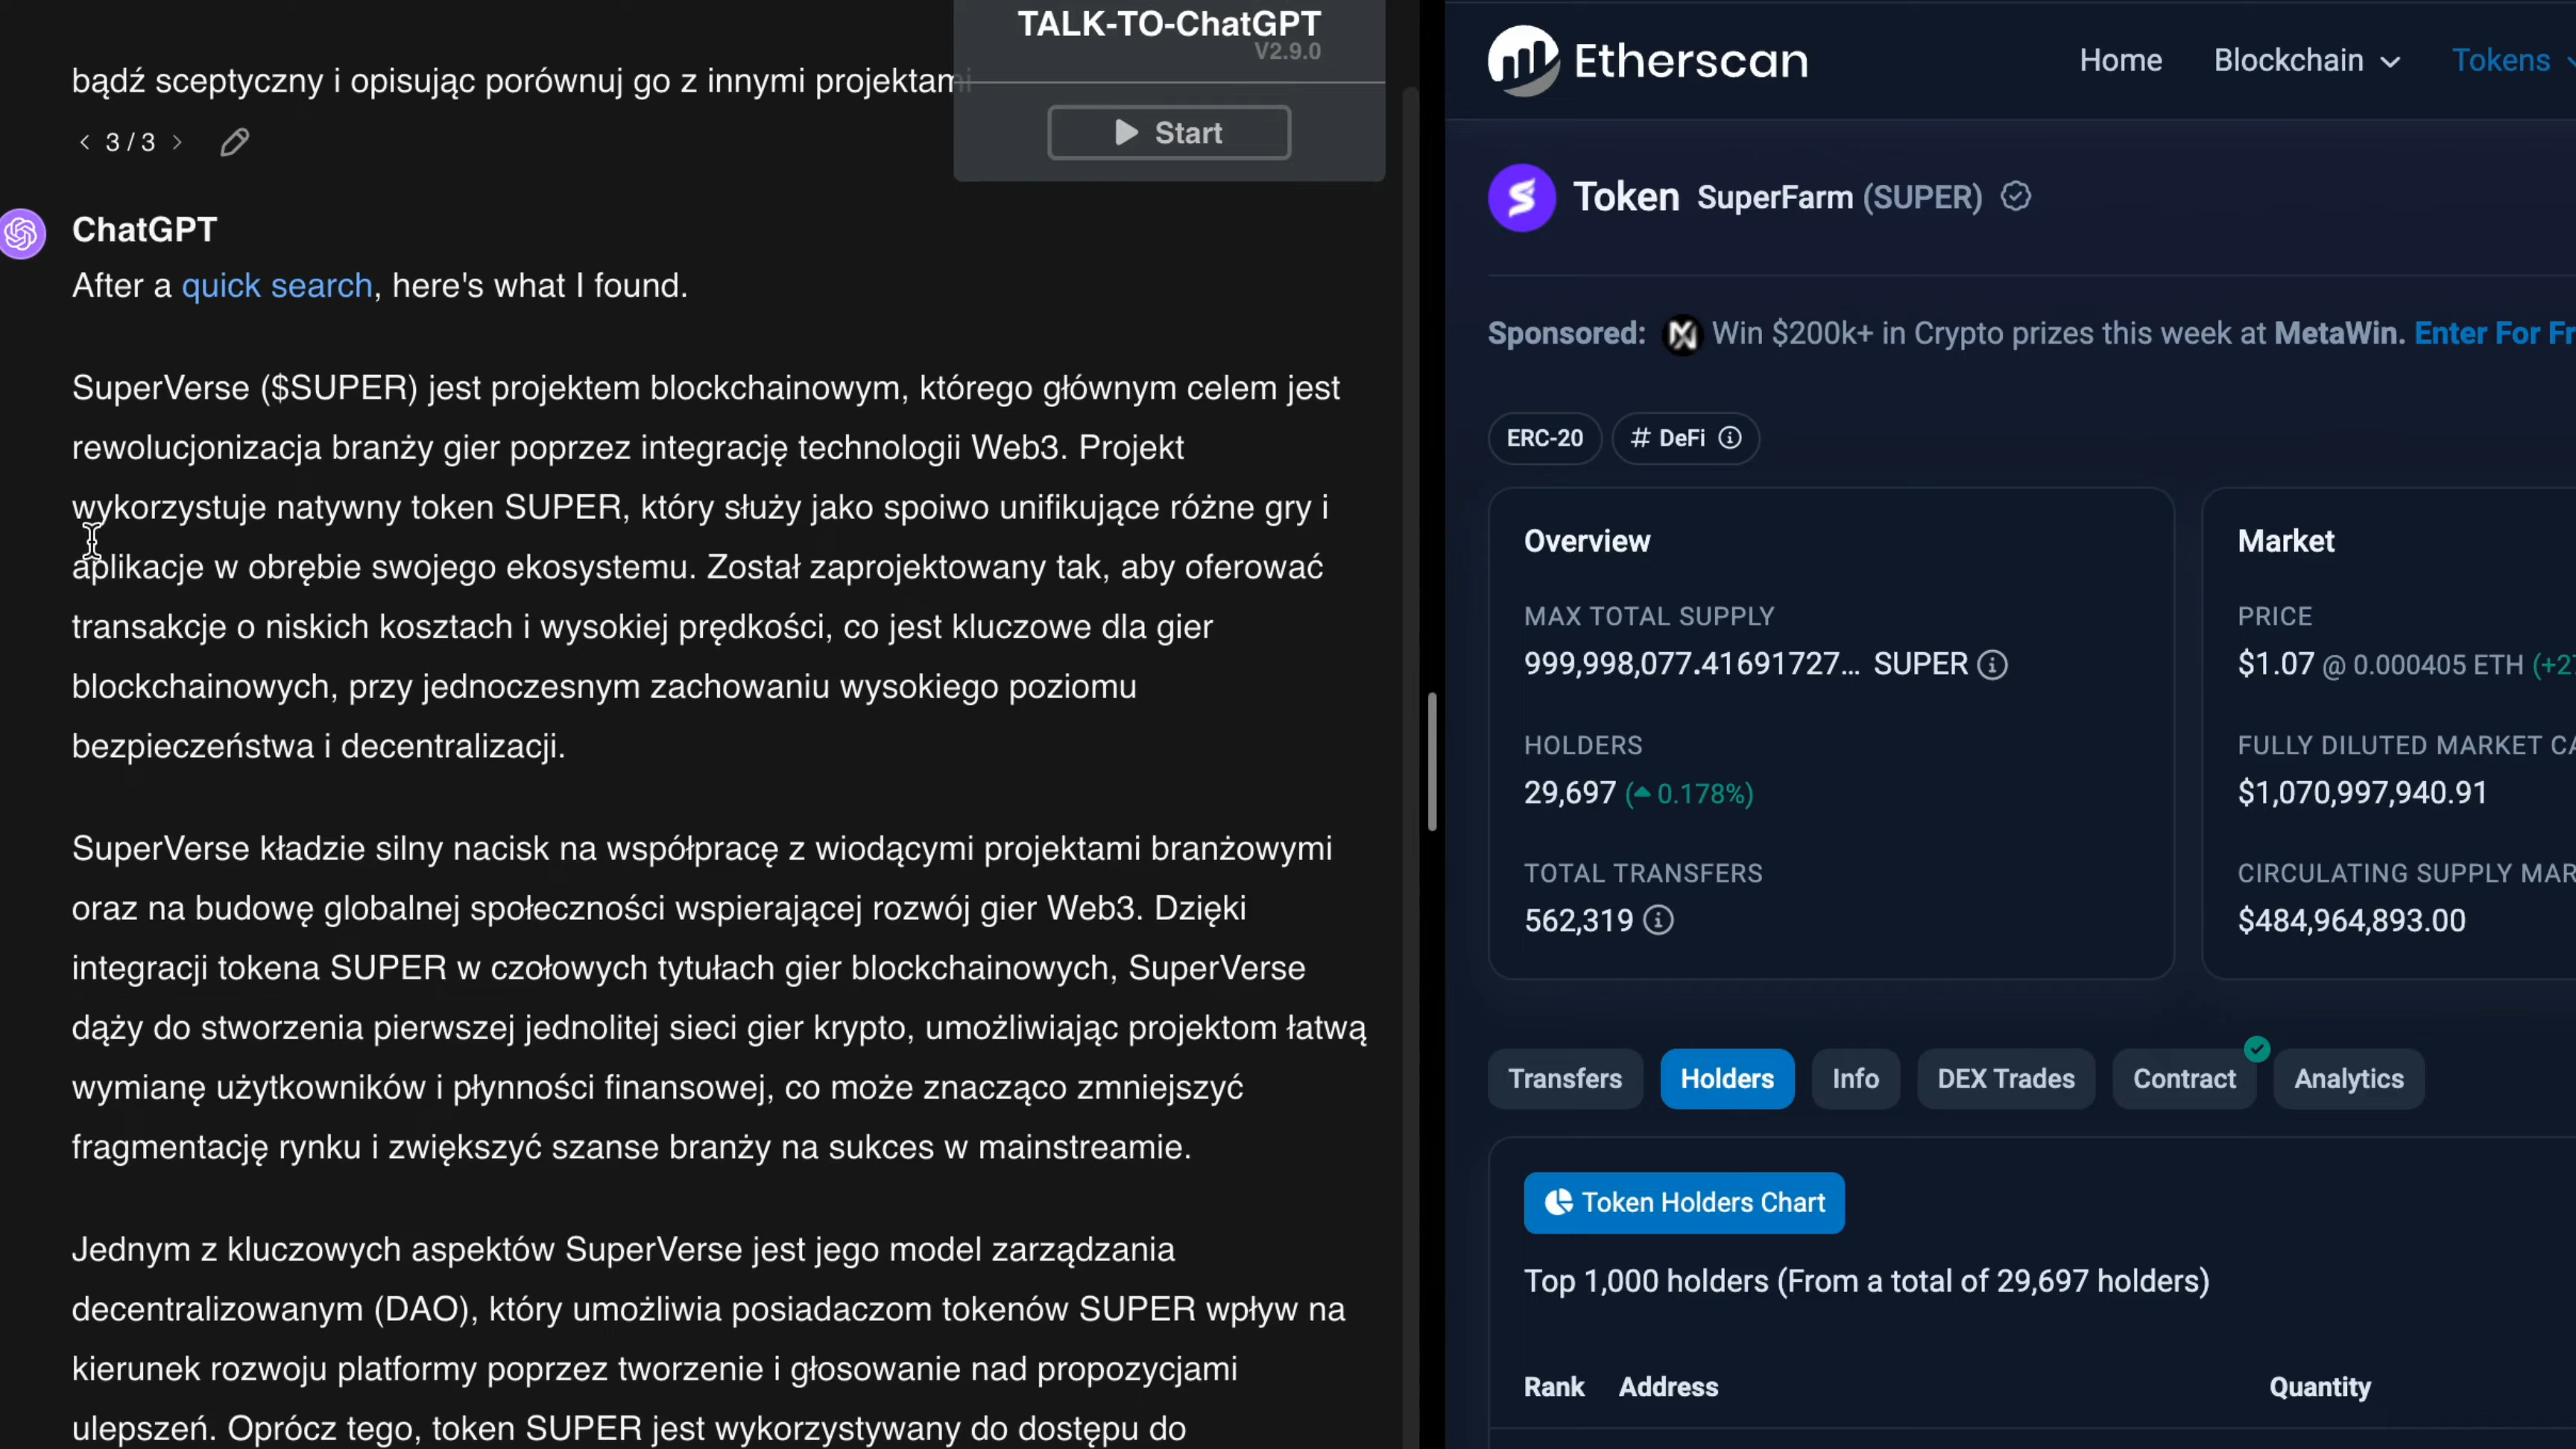 bądź sceptyczny i opisując porównuj go z innymi projektami
3 / 3
ChatGPT
After a quick search, here's what I found.
SuperVerse ($SUPER) jest projektem blockchainowym, którego głównym celem jest
rewolucjonizacja branży gier poprzez integrację technologii Web3. Projekt
wykorzystuje natywny token SUPER, który służy jako spoiwo unifikujące różne gry i
aplikacje w obrębie swojego ekosystemu. Został zaprojektowany tak, aby oferować
transakcje o niskich kosztach i wysokiej prędkości, co jest kluczowe dla gier
blockchainowych, przy jednoczesnym zachowaniu wysokiego poziomu
bezpieczeństwa i decentralizacji.
SuperVerse kładzie silny nacisk na współpracę z wiodącymi projektami branżowymi
oraz na budowę globalnej społeczności wspierającej rozwój gier Web3. Dzięki
integracji tokena SUPER w czołowych tytułach gier blockchainowych, SuperVerse
dąży do stworzenia pierwszej jednolitej sieci gier krypto, umożliwiając projektom łatwą
wymianę użytkowników i płynności finansowej, co może znacząco zmniejszyć
fragmentację rynku i zwiększyć szanse branży na sukces w mainstreamie.
Jednym z kluczowych aspektów SuperVerse jest jego model zarządzania
decentralizowanym (DAO), który umożliwia posiadaczom tokenów SUPER wpływ na
kierunek rozwoju platformy poprzez tworzenie i głosowanie nad propozycjami
ulepszeń. Oprócz tego, token SUPER jest wykorzystywany do dostępu do
TALK-TO-ChatGPT
V2.9.0
Start
Etherscan
Home Blockchain Tokens
Token SuperFarm (SUPER)
Sponsored: Win $200k+ in Crypto prizes this week at MetaWin. Enter For Fr
ERC-20 # DeFi
Overview
MAX TOTAL SUPPLY
999,998,077.41691727... SUPER
HOLDERS
29,697 (0.178%)
TOTAL TRANSFERS
562,319
Market
PRICE
$1.07 @ 0.000405 ETH (+27
FULLY DILUTED MARKET CA
$1,070,997,940.91
CIRCULATING SUPPLY MAR
$484,964,893.00
Transfers Holders Info DEX Trades Contract Analytics
Token Holders Chart
Top 1,000 holders (From a total of 29,697 holders)
Rank Address Quantity